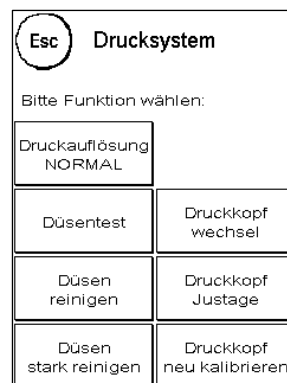 Esc Drucksystem
Bitte Funktion wählen:
Druckauflösung
NORMAL
Düsentest
Druckkopf
wechsel
Düsen
reinigen
Druckkopf
Justage
Düsen
stark reinigen
Druckkopf
neu kalibrieren